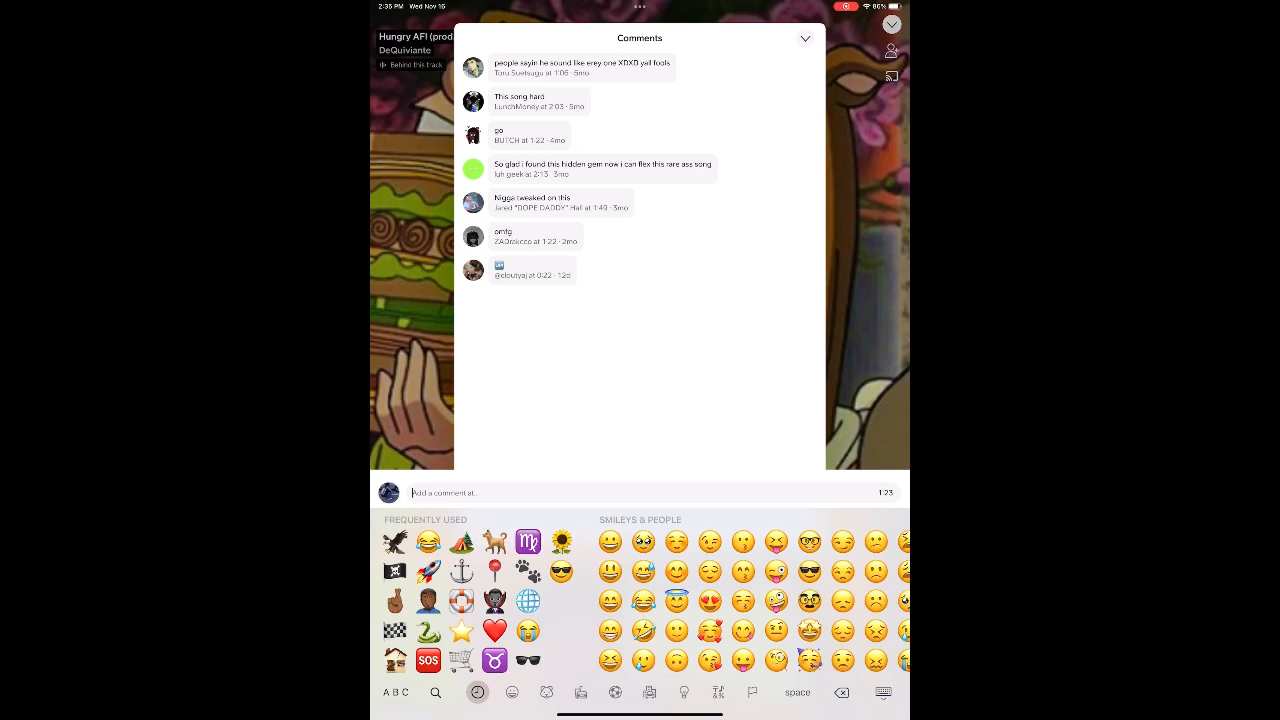 2:35 PM Wed Nov 16
86%
Hungry AF! (prod.
DeQuiviante
Behind this track
Comments
people sayin he sound like erey one XDXD yall fools
Toru Suetsugu at 1:06 · 5mo
This song hard
LunchMoney at 2:03 · 5mo
go
BUTCH at 1:22 · 4mo
So glad i found this hidden gem now i can flex this rare ass song
luh geek at 2:13 · 3mo
Nigga tweaked on this
Jared "DOPE DADDY" Hall at 1:49 · 3mo
omfg
ZADrakcco at 1:22 · 2mo
@cloutyaj at 0:22 · 12d
Add a comment at...
1:23
FREQUENTLY USED
SMILEYS & PEOPLE
SOS
ABC
space